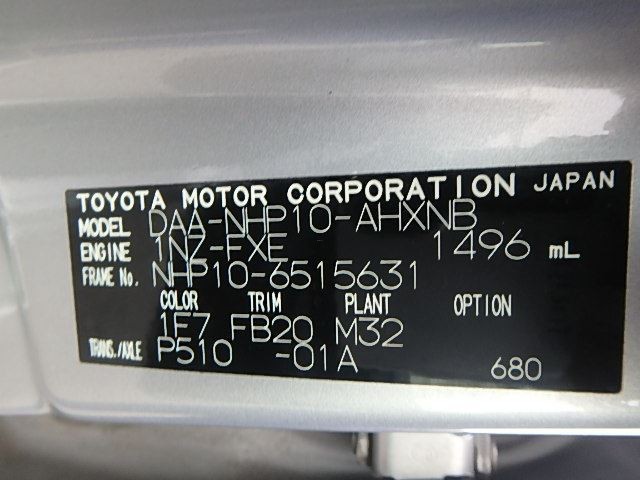 TOYOTA MOTOR CORPORATION JAPAN
MODEL DAA-NHP10-AHXNB
ENGINE 1NZ-FXE 1496 mL
FRAME No. NHP10-6515631
COLOR TRIM PLANT OPTION
1F7 FB20 M32
TRANS./AXLE P510 -01A
680